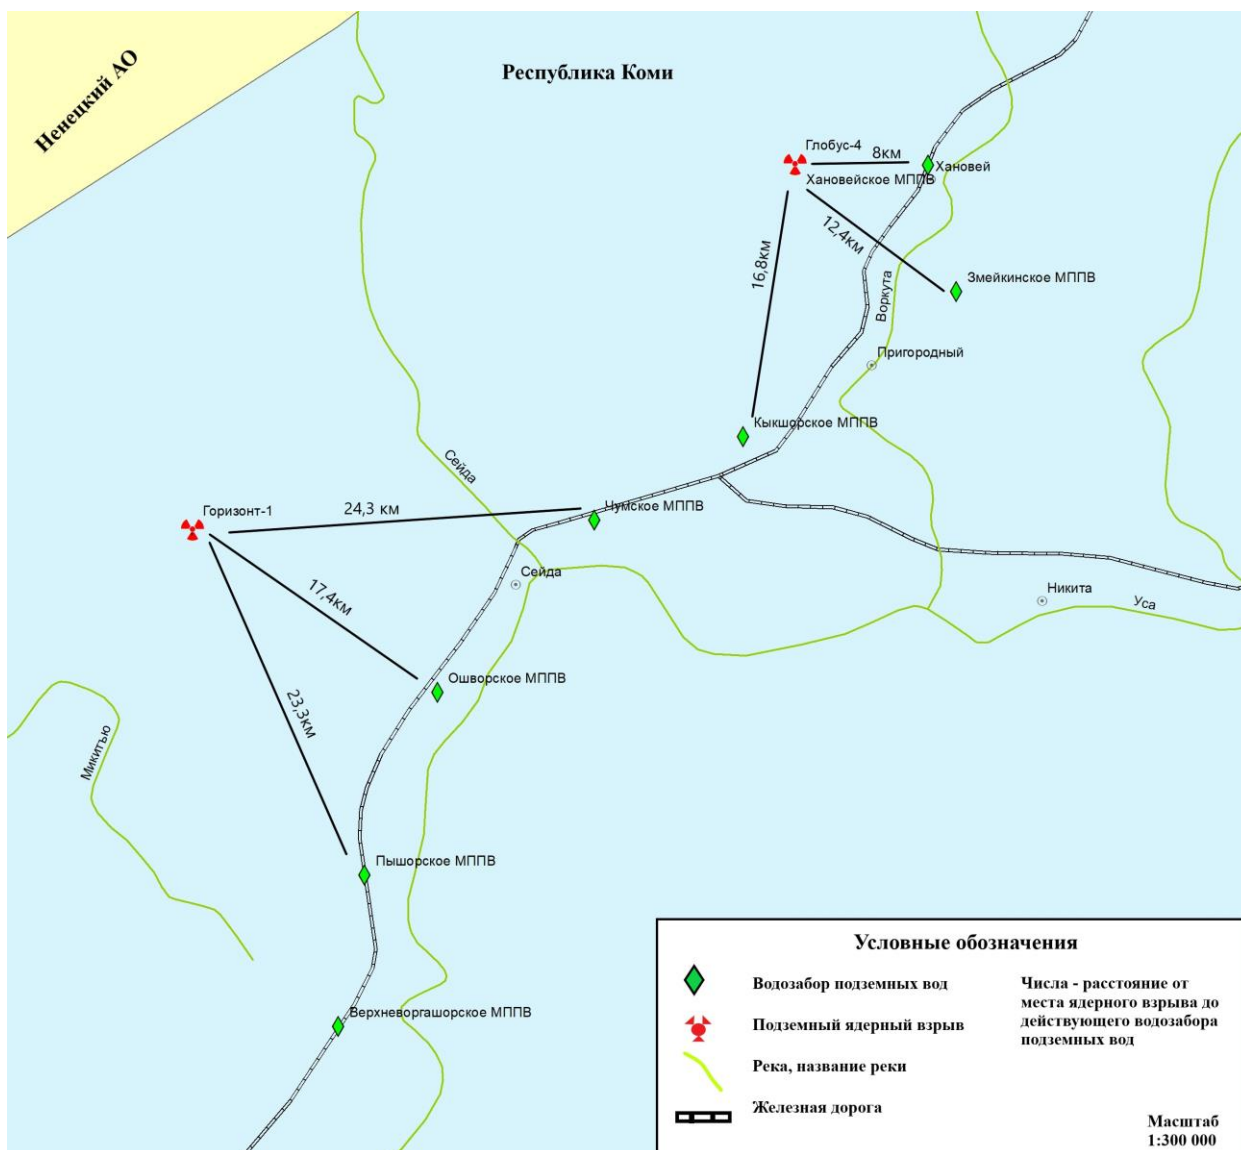 Ненецкий АО
Республика Коми
Глобус-4
8км
Хановей
Хановейское МППВ
12,4км
16,8км
Змейкинское МППВ
Воркута
Пригородный
Кыкшорское МППВ
Сейда
Горизонт-1
24,3 км
Чумское МППВ
17,4км
Сейда
Никита
Уса
Ошворское МППВ
23,3км
Микитъю
Пышорское МППВ
Верхневоргашорское МППВ
Условные обозначения
Водозабор подземных вод
Подземный ядерный взрыв
Река, название реки
Железная дорога
Числа - расстояние от
места ядерного взрыва до
действующего водозабора
подземных вод
Масштаб
1:300 000